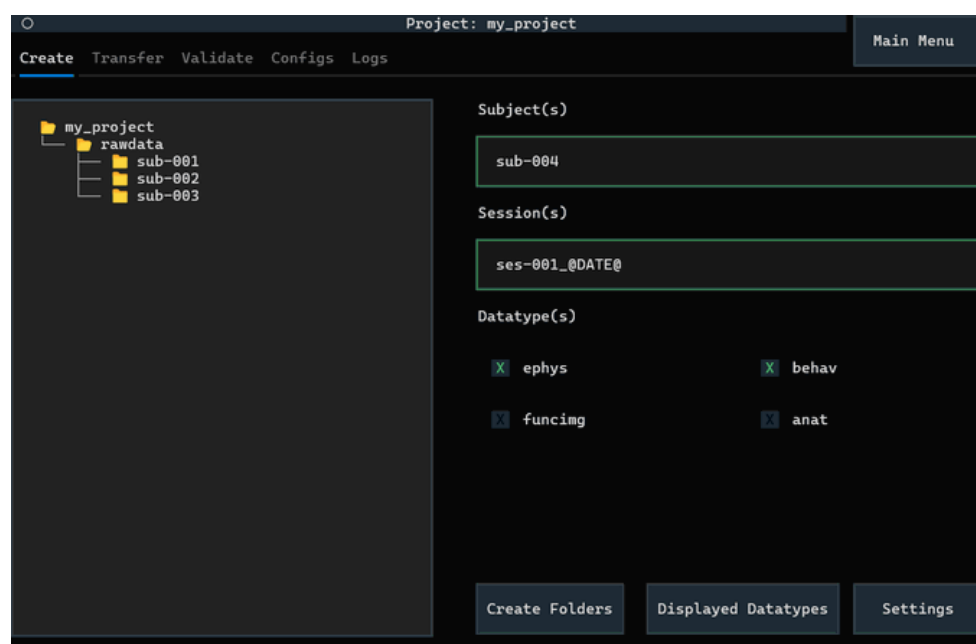 Project: my_project
Main Menu
Create Transfer Validate Configs Logs
my_project
rawdata
sub-001
sub-002
sub-003
Subject(s)
sub-004
Session(s)
ses-001_@DATE@
Datatype(s)
X ephys
X behav
X funcimg
X anat
Create Folders
Displayed Datatypes
Settings